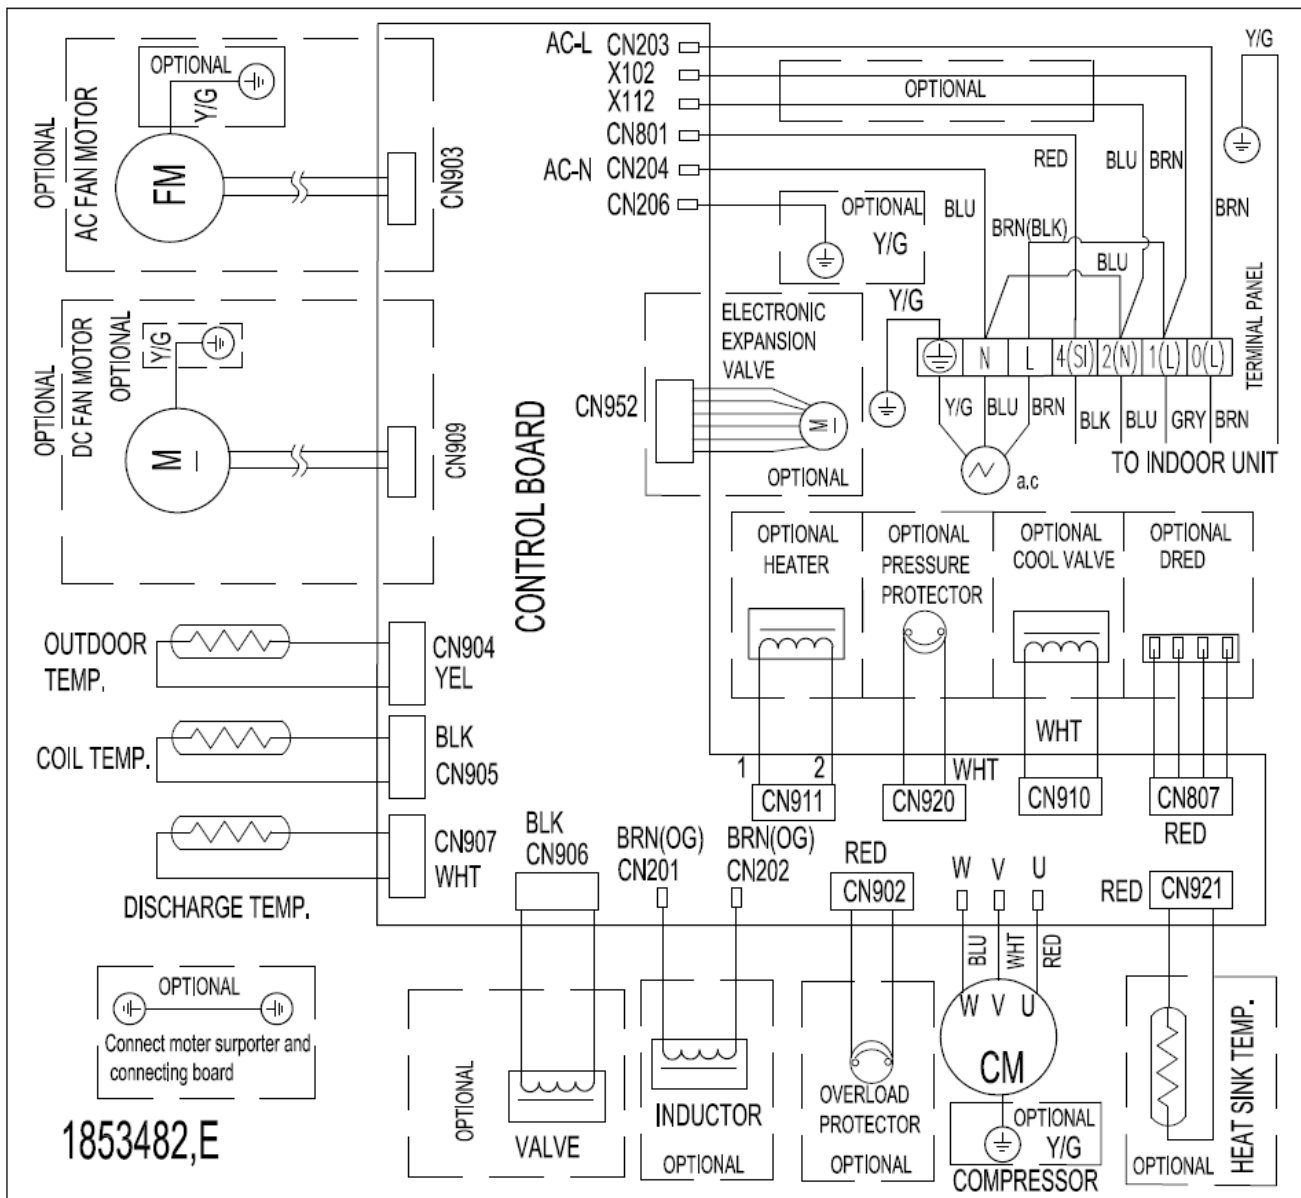 OPTIONAL
AC FAN MOTOR
OPTIONAL
Y/G
FM
CN903
OPTIONAL
DC FAN MOTOR
OPTIONAL
Y/G
M
CN909
OUTDOOR
TEMP.
CN904
YEL
COIL TEMP.
BLK
CN905
CN907
WHT
DISCHARGE TEMP.
OPTIONAL
Connect moter surporter and
connecting board
1853482,E
CONTROL BOARD
AC-L CN203
X102
X112
CN801
AC-N CN204
CN206
OPTIONAL
RED
BLU
BRN
Y/G
BLU
BRN
BRN(BLK)
BLU
OPTIONAL
Y/G
Y/G
TERMINAL PANEL
N
L
4(SI)
2(N)
1(L)
0(L)
Y/G
BLU
BRN
BLK
BLU
GRY
BRN
TO INDOOR UNIT
a.c
ELECTRONIC
EXPANSION
VALVE
CN952
M
OPTIONAL
OPTIONAL
HEATER
OPTIONAL
PRESSURE
PROTECTOR
OPTIONAL
COOL VALVE
OPTIONAL
DRED
WHT
1
2
WHT
CN911
CN920
CN910
CN807
RED
BLK
CN906
BRN(OG)
CN201
BRN(OG)
CN202
RED
CN902
W
V
U
RED
CN921
BLU
WHT
RED
OPTIONAL
VALVE
INDUCTOR
OPTIONAL
OVERLOAD
PROTECTOR
OPTIONAL
W V U
CM
OPTIONAL
Y/G
COMPRESSOR
HEAT SINK TEMP.
OPTIONAL